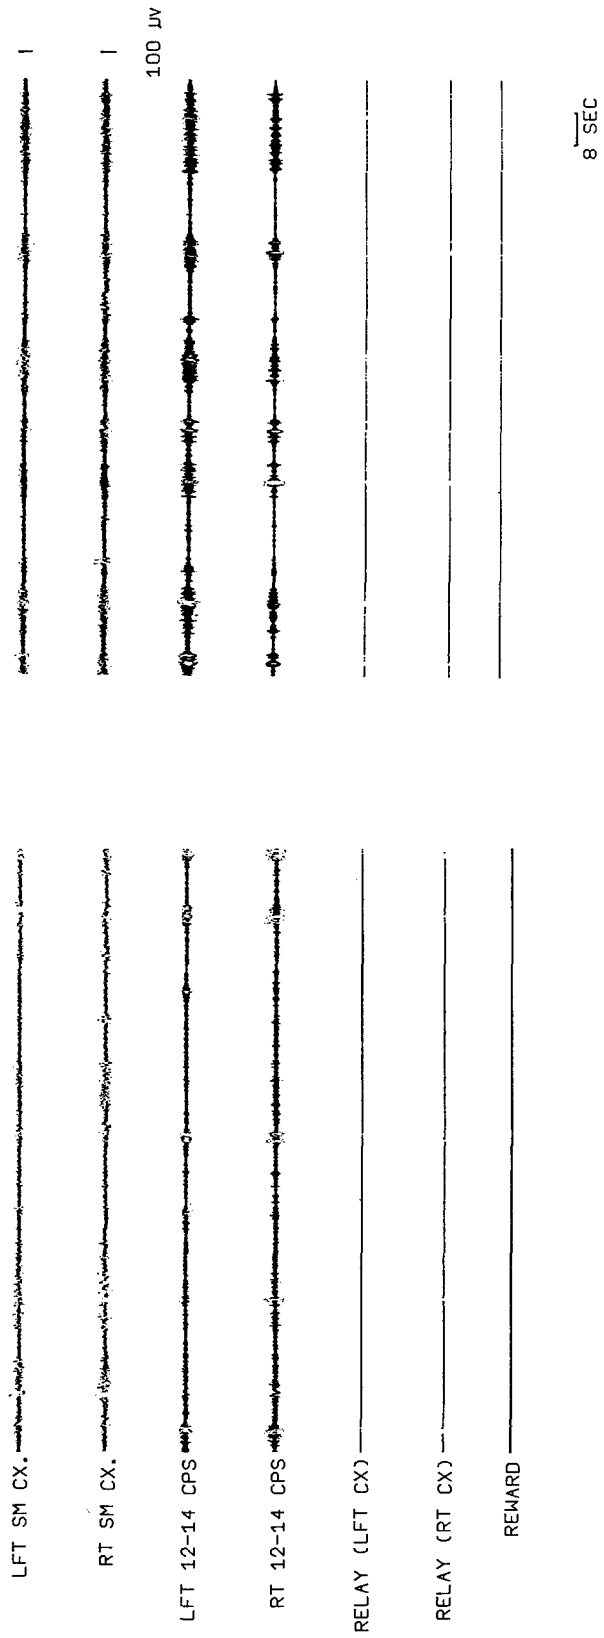 LFT SM CX.
RT SM CX.
100 μV
LFT 12-14 CPS
RT 12-14 CPS
RELAY (LFT CX)
RELAY (RT CX)
REWARD
8 SEC